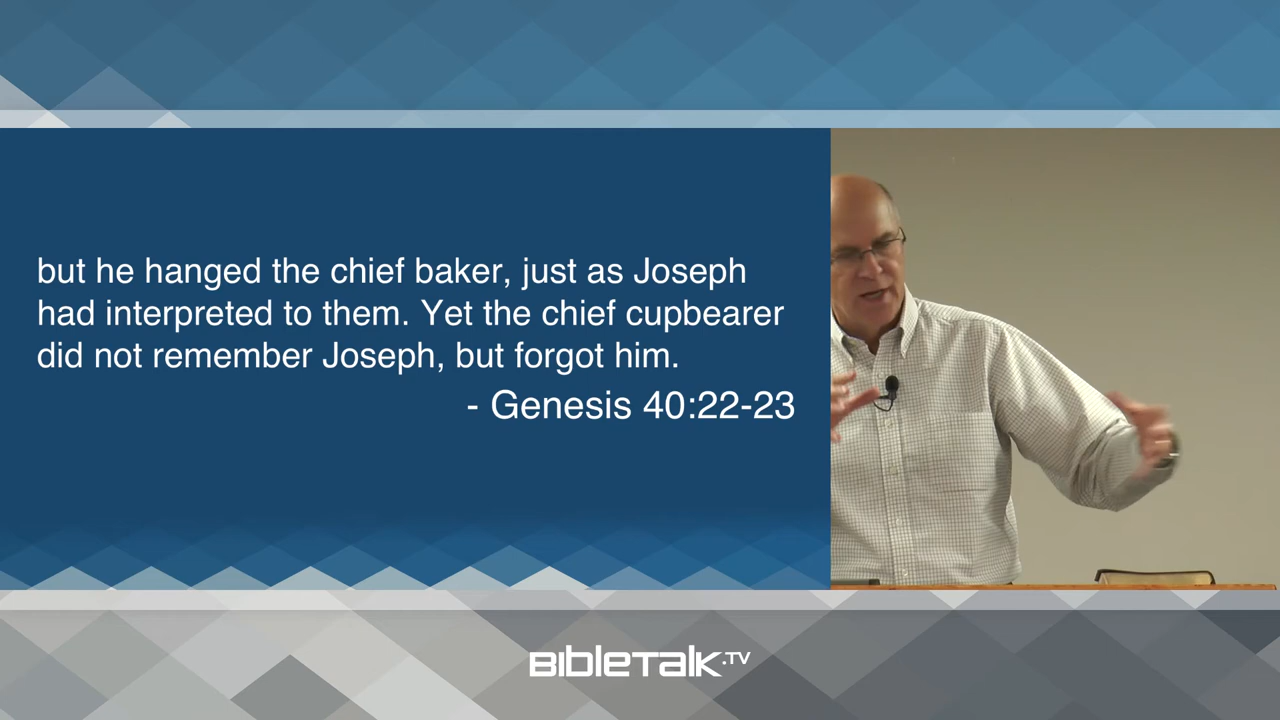 but he hanged the chief baker, just as Joseph
had interpreted to them. Yet the chief cupbearer
did not remember Joseph, but forgot him.
- Genesis 40:22-23
BIBLETALK.TV